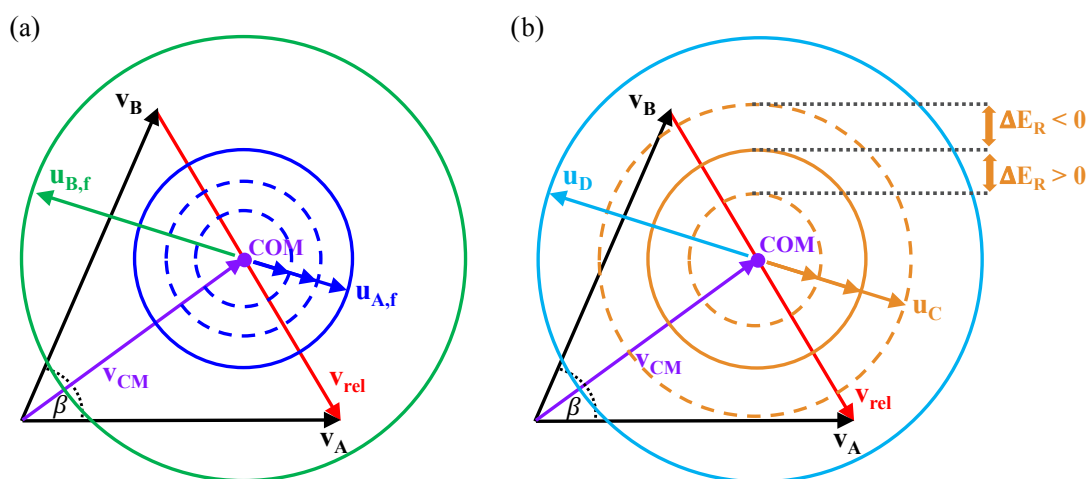 (a)
v_B
u_B,f
COM
u_A,f
v_CM
v_rel
β
v_A
(b)
v_B
ΔE_R < 0
ΔE_R > 0
u_D
COM
u_C
v_CM
v_rel
β
v_A